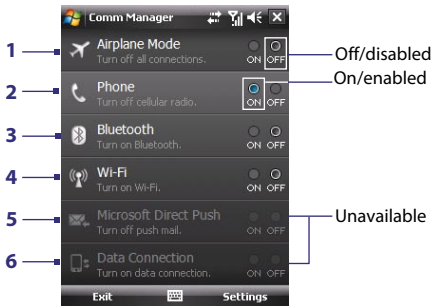 Comm Manager
1
Airplane Mode
Turn off all connections.
ON OFF
Off/disabled
On/enabled
2
Phone
Turn off cellular radio.
ON OFF
3
Bluetooth
Turn on Bluetooth.
ON OFF
4
Wi-Fi
Turn on Wi-Fi.
ON OFF
5
Microsoft Direct Push
Turn off push mail.
ON OFF
Unavailable
6
Data Connection
Turn on data connection.
ON OFF
Exit
Settings